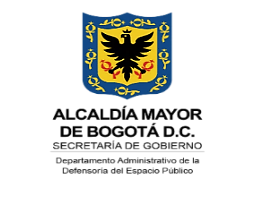 ALCALDÍA MAYOR
DE BOGOTÁ D.C.
SECRETARÍA DE GOBIERNO
Departamento Administrativo de la
Defensoría del Espacio Público